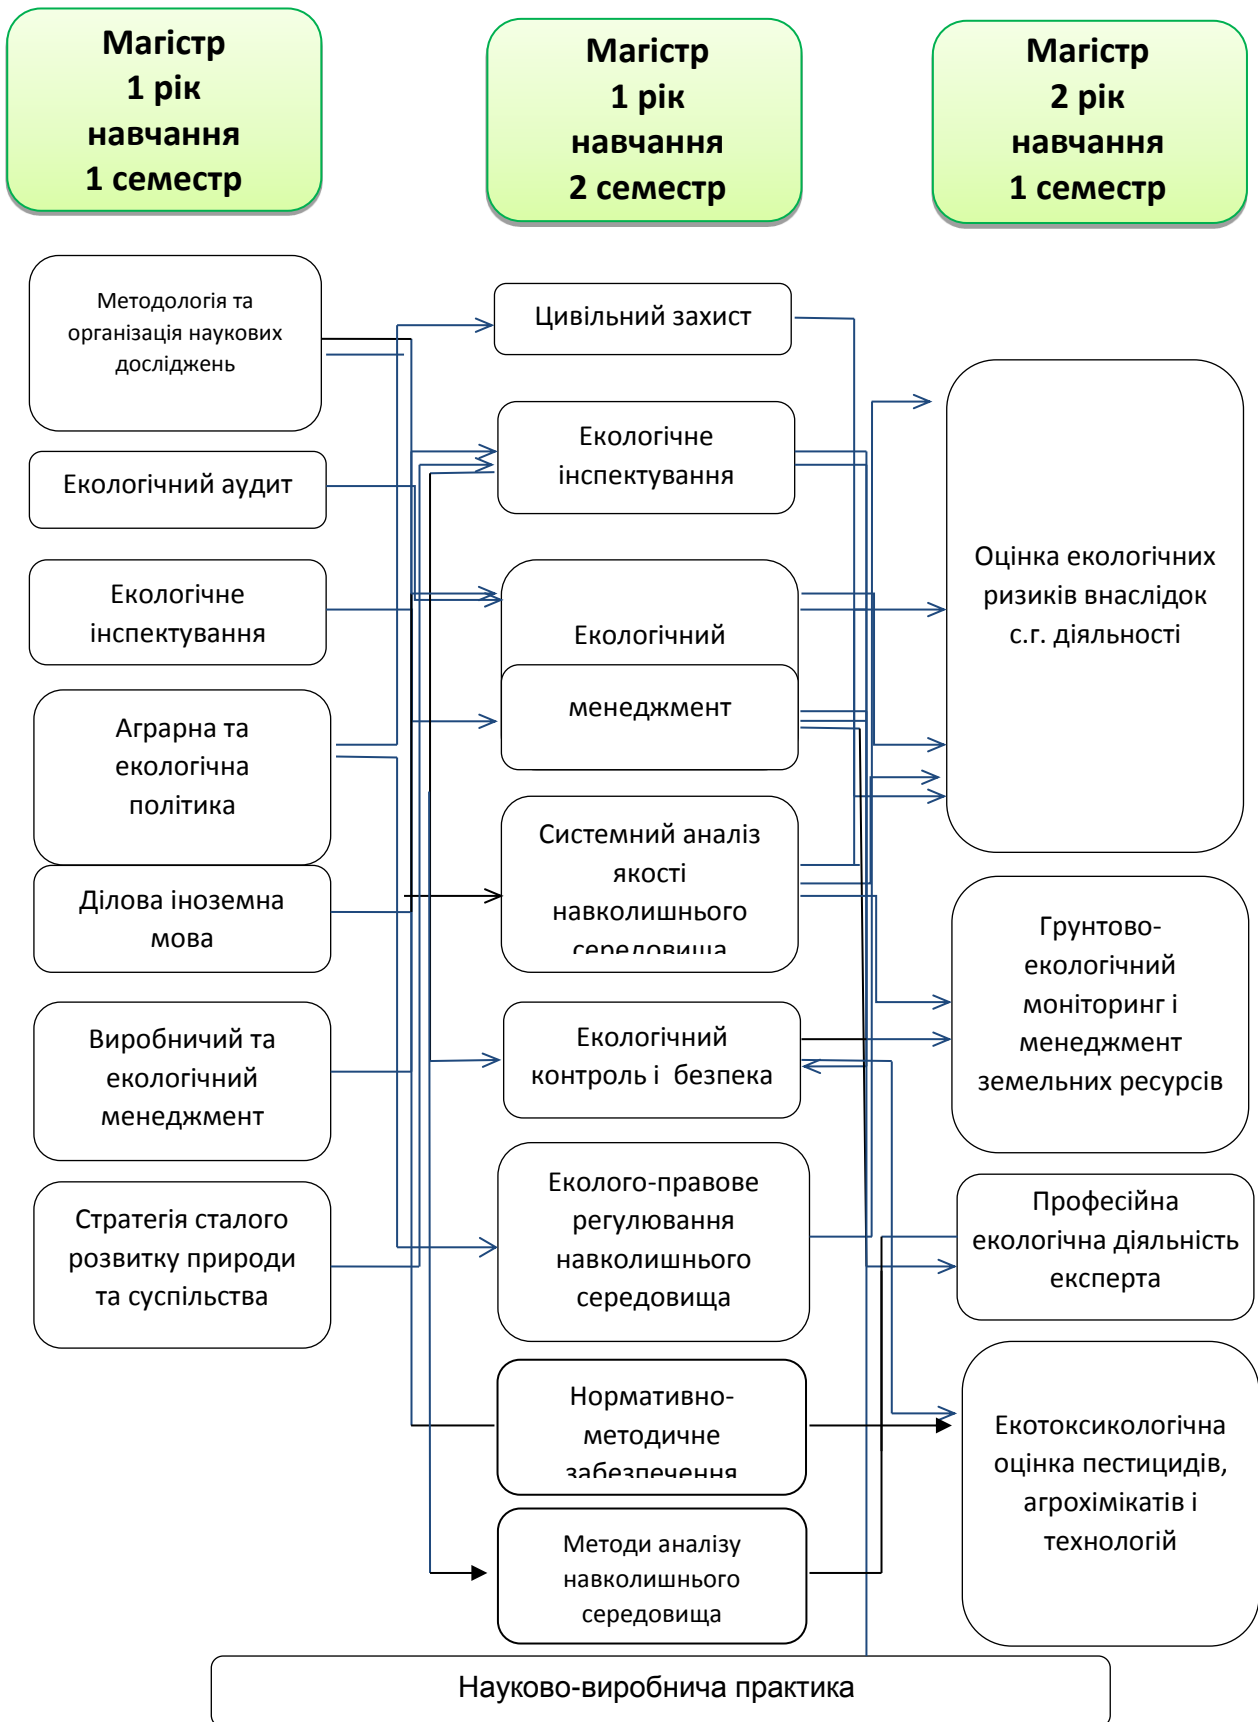 Магістр
1 рік
навчання
1 семестр
Магістр
1 рік
навчання
2 семестр
Магістр
2 рік
навчання
1 семестр
Методологія та
організація наукових
досліджень
Екологічний аудит
Екологічне
інспектування
Аграрна та
екологічна
політика
Ділова іноземна
мова
Виробничий та
екологічний
менеджмент
Стратегія сталого
розвитку природи
та суспільства
Цивільний захист
Екологічне
інспектування
Екологічний
менеджмент
Системний аналіз
якості
навколишнього
середовища
Екологічний
контроль і  безпека
Еколого-правове
регулювання
навколишнього
середовища
Нормативно-
методичне
забезпечення
Методи аналізу
навколишнього
середовища
Оцінка екологічних
ризиків внаслідок
с.г. діяльності
Грунтово-
екологічний
моніторинг і
менеджмент
земельних ресурсів
Професійна
екологічна діяльність
експерта
Екотоксикологічна
оцінка пестицидів,
агрохімікатів і
технологій
Науково-виробнича практика